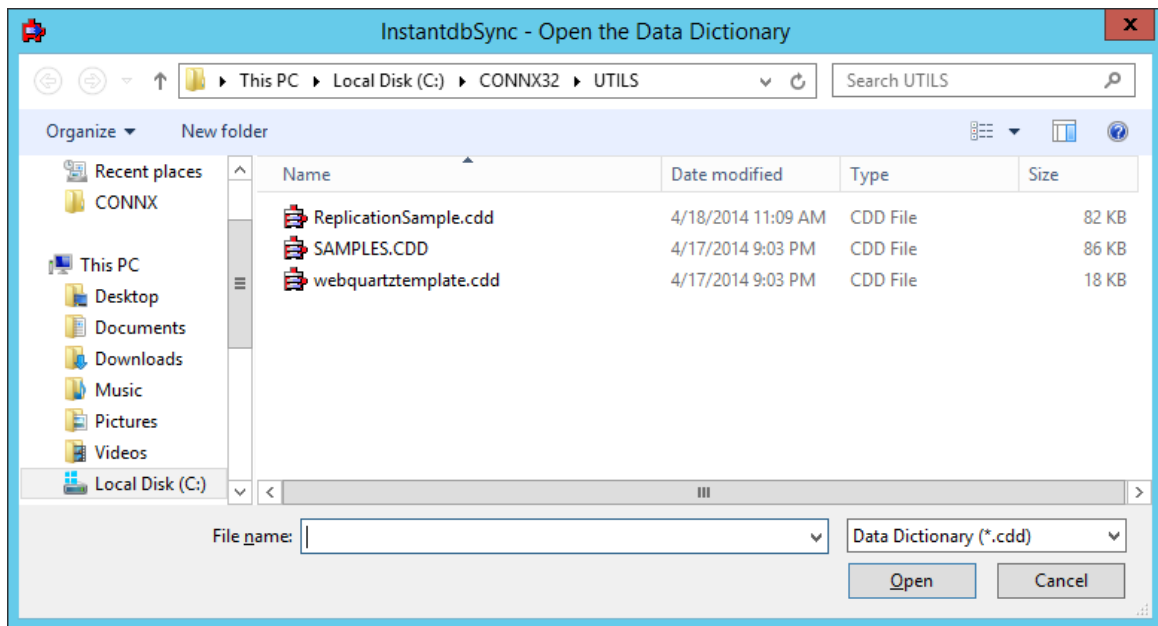 InstantdbSync - Open the Data Dictionary
x
This PC Local Disk (C:) CONNX32 UTILS
Search UTILS
Organize New folder
Recent places
CONNX
This PC
Desktop
Documents
Downloads
Music
Pictures
Videos
Local Disk (C:)
Name Date modified Type Size
ReplicationSample.cdd 4/18/2014 11:09 AM CDD File 82 KB
SAMPLES.CDD 4/17/2014 9:03 PM CDD File 86 KB
webquartztemplate.cdd 4/17/2014 9:03 PM CDD File 18 KB
File name:
Data Dictionary (*.cdd)
Open Cancel